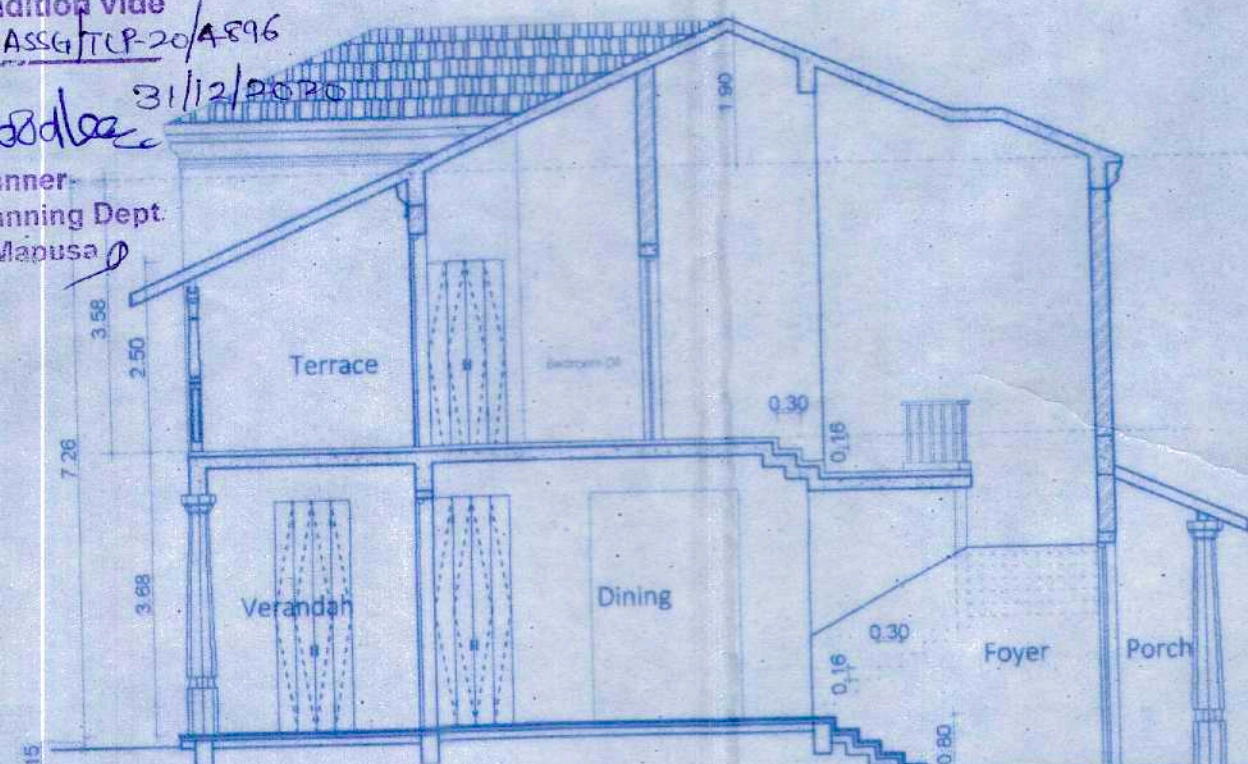 ndition vide
ASSG/TCP-20/4896
31/12/2020
anner
anning Dept.
Mapusa
1.90
3.58
2.50
Terrace
0.30
0.16
7.26
3.68
Verandah
Dining
0.30
0.16
Foyer
Porch
0.80
15